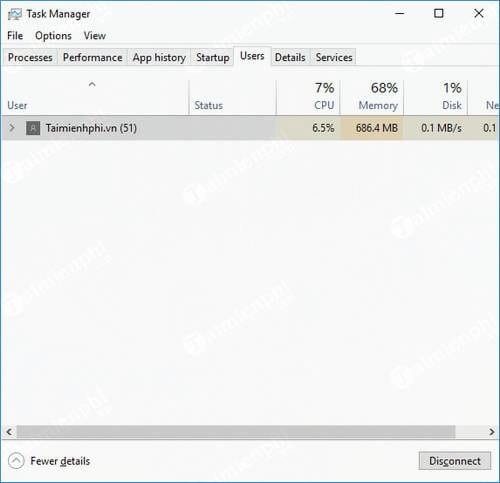 Task Manager
File Options View
Processes Performance App history Startup Users Details Services
7% 68% 1%
User Status CPU Memory Disk Ne
Taimienhphi.vn (51) 6.5% 686.4 MB 0.1 MB/s 0.1
Fewer details Disconnect
Taimienphi